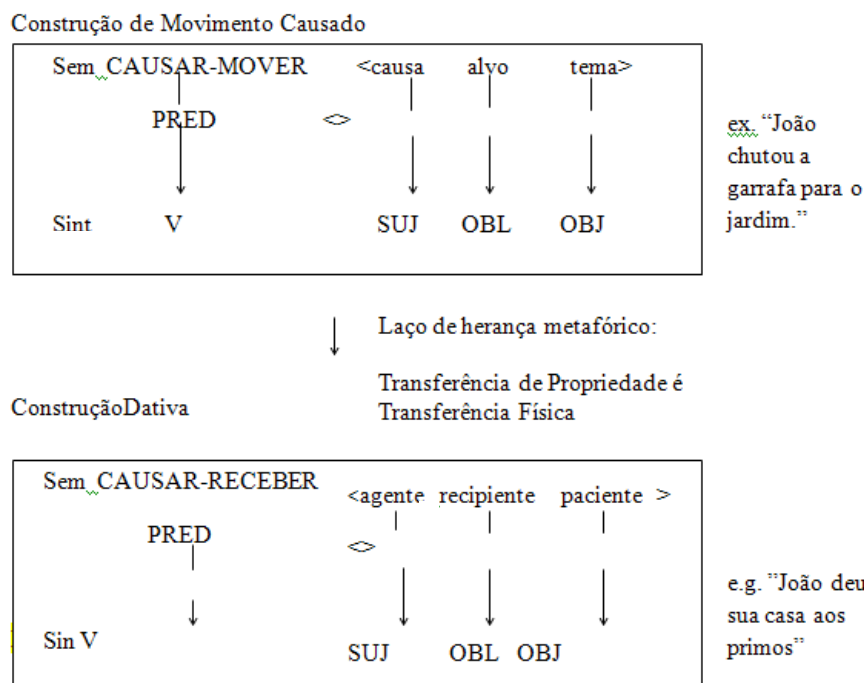 Construção de Movimento Causado
Sem CAUSAR-MOVER <causa alvo tema>
PRED <>
ex. “João
chutou a
garrafa para o
jardim.”
Sint V SUJ OBL OBJ
Laço de herança metafórico:
Transferência de Propriedade é
Transferência Física
ConstruçãoDativa
Sem CAUSAR-RECEBER <agente recipiente paciente >
PRED <>
e.g. ”João deu
sua casa aos
primos”
Sin V SUJ OBL OBJ